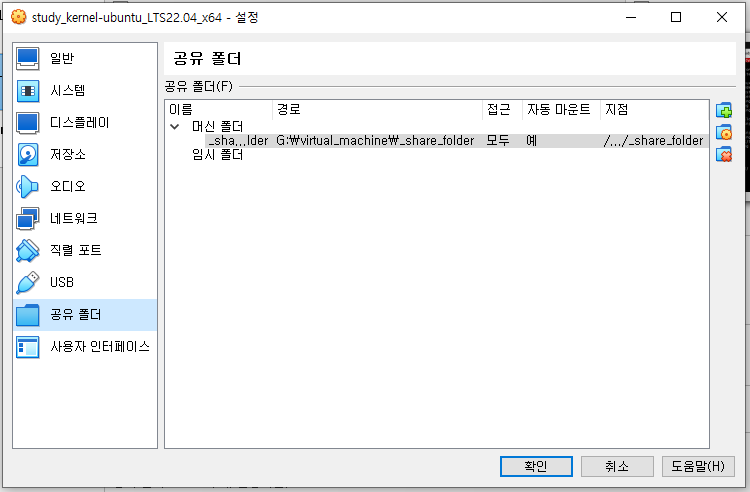 study_kernel-ubuntu_LTS22.04_x64 - 설정
일반
시스템
디스플레이
저장소
오디오
네트워크
직렬 포트
USB
공유 폴더
사용자 인터페이스
공유 폴더
공유 폴더(F)
이름 경로 접근 자동 마운트 지점
머신 폴더
_sha...lder G:\virtual_machine\_share_folder 모두 예 /.../_share_folder
임시 폴더
확인 취소 도움말(H)